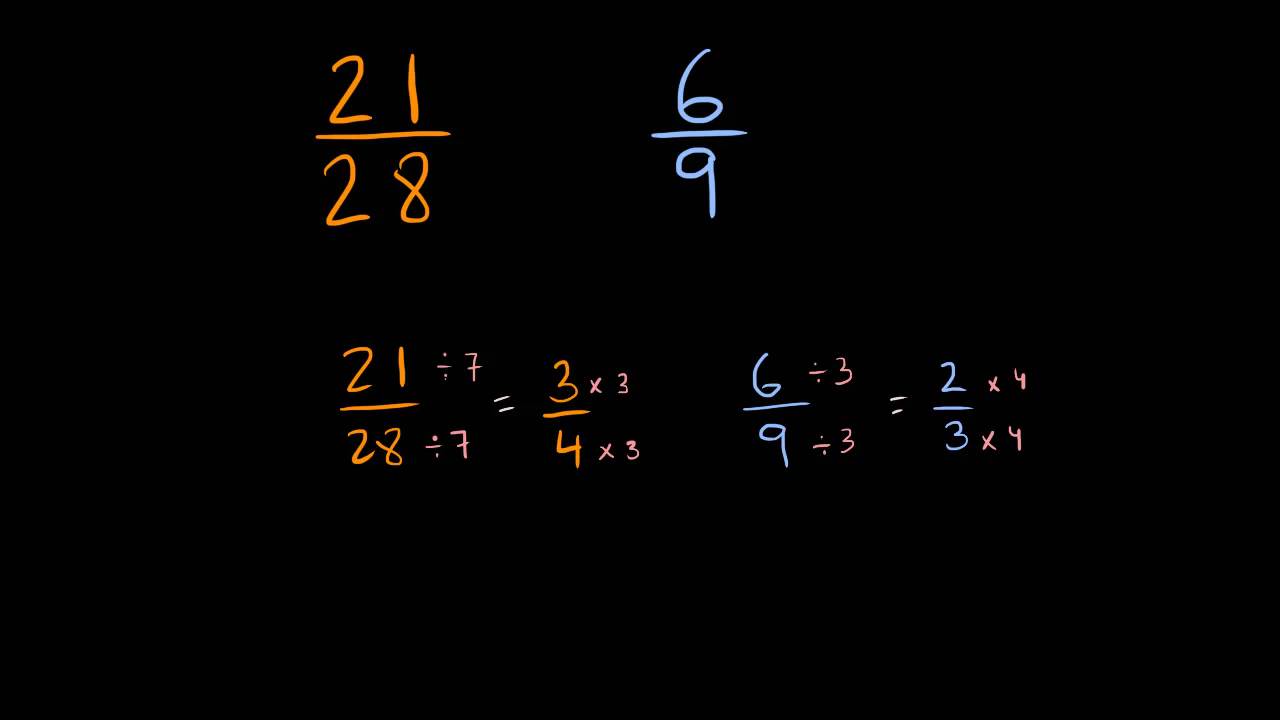 21 6
28 9
21 ÷7 = 3 × 3 6 ÷3 = 2 × 4
28 ÷7 4 × 3 9 ÷3 3 × 4